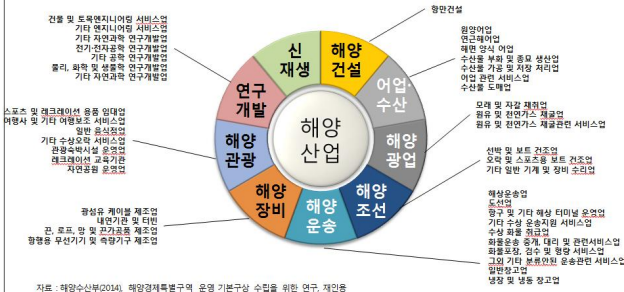 항만건설
건물 및 토목엔지니어링 서비스업
기타 엔지니어링 서비스업
기타 자연과학 연구개발업
전기·전자공학 연구개발업
기타 공학 연구개발업
물리, 화학 및 생물학 연구개발업
기타 자연과학 연구개발업
원양어업
연근해어업
해면 양식 어업
수산물 부화 및 종묘 생산업
수산물 가공 및 저장 처리업
어업 관련 서비스업
수산물 도매업
신
재생
해양
건설
어업·
수산
해양
광업
해양
조선
해양
운송
해양
장비
해양
관광
연구
개발
해양
산업
모래 및 자갈 채취업
원유 및 천연가스 채굴업
원유 및 천연가스 채굴관련 서비스업
스포츠 및 레크레이션 용품 임대업
여행사 및 기타 여행보조 서비스업
일반 음식점업
기타 수상오락 서비스업
관광숙박시설 운영업
레크레이션 교육기관
자연공원 운영업
선박 및 보트 건조업
오락 및 스포츠용 보트 건조업
기타 일반 기계 및 장비 수리업
광섬유 케이블 제조업
내연기관 및 터빈
끈, 로프, 망 및 끈가공품 제조업
항행용 무선기기 및 측량기구 제조업
해상운송업
도선업
항구 및 기타 해상 터미널 운영업
기타 수상 운송지원 서비스업
수상 화물 취급업
화물운송 중개, 대리 및 관련서비스업
화물포장, 검수 및 형량 서비스업
그외 기타 분류안된 운송관련 서비스업
일반창고업
냉장 및 냉동 창고업
자료 : 해양수산부(2014), 해양경제특별구역 운영 기본구상 수립을 위한 연구, 재인용